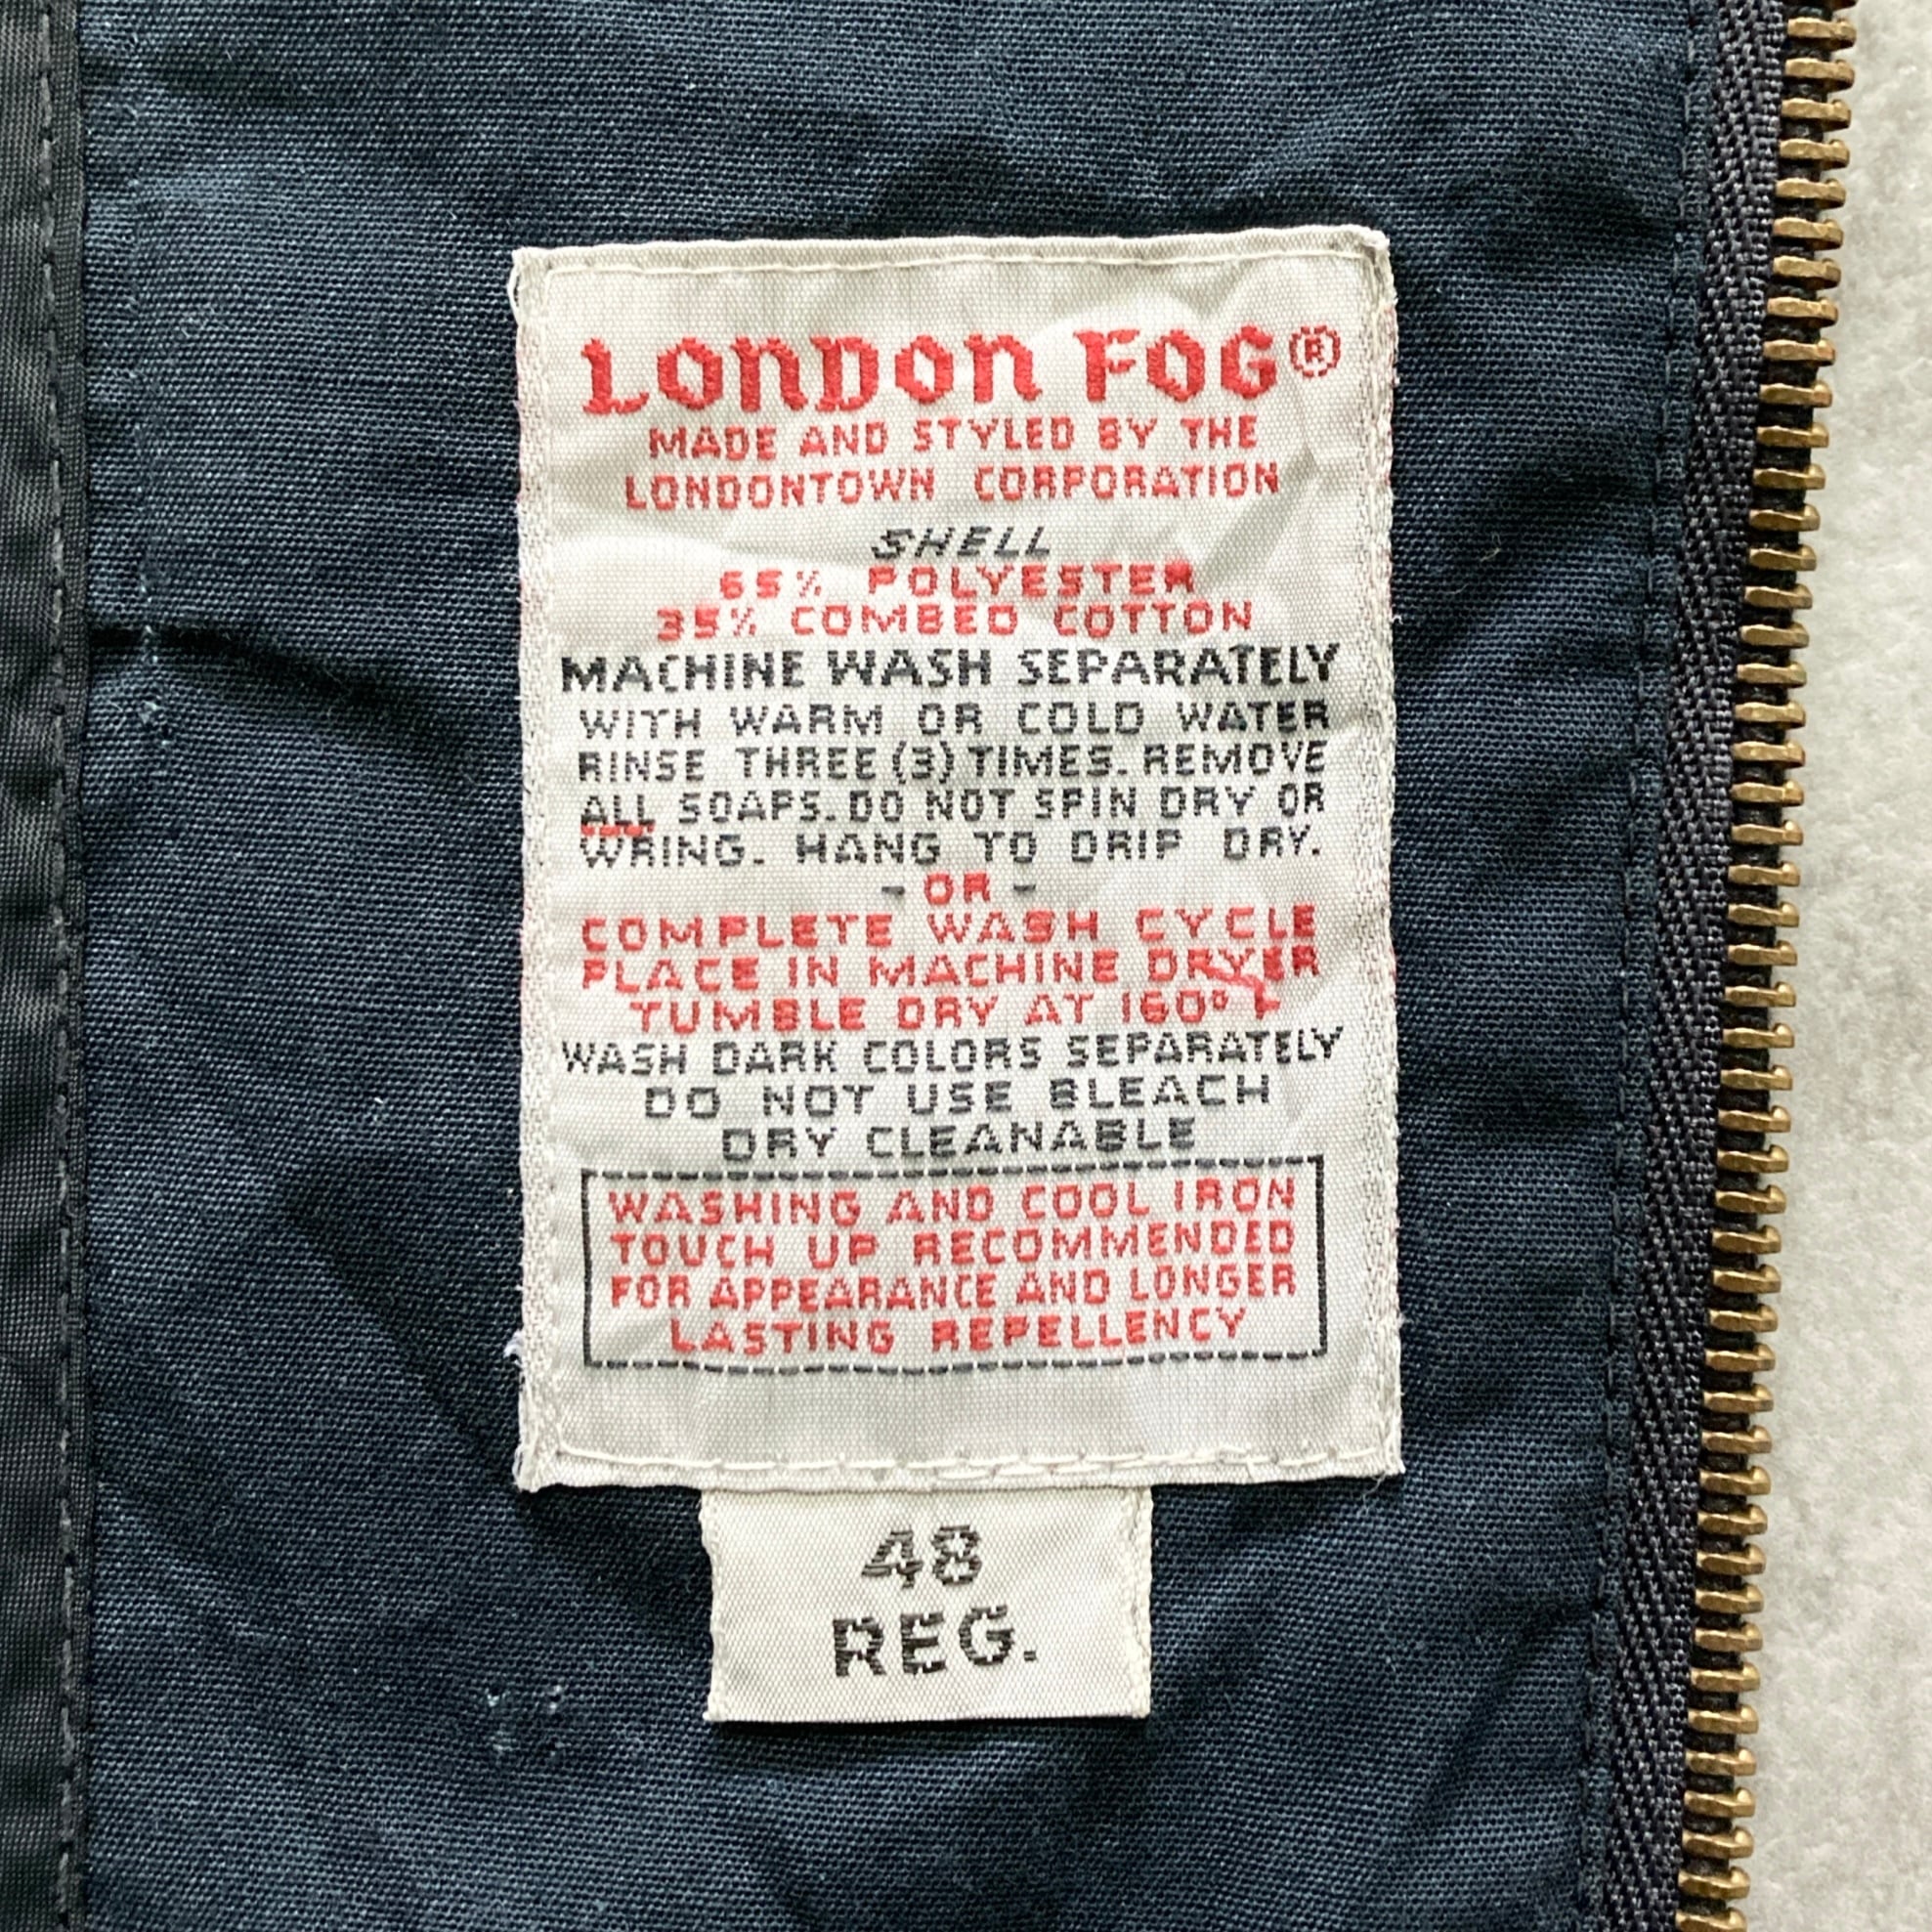 LONDON FOG®
MADE AND STYLED BY THE
LONDONTOWN CORPORATION
SHELL
65% POLYESTER
35% COMBED COTTON
MACHINE WASH SEPARATELY
WITH WARM OR COLD WATER
RINSE THREE (3) TIMES. REMOVE
ALL SOAPS. DO NOT SPIN DRY OR
WRING. HANG TO DRIP DRY.
- OR -
COMPLETE WASH CYCLE
PLACE IN MACHINE DRYER
TUMBLE DRY AT 160° F
WASH DARK COLORS SEPARATELY
DO NOT USE BLEACH
DRY CLEANABLE
WASHING AND COOL IRON
TOUCH UP RECOMMENDED
FOR APPEARANCE AND LONGER
LASTING REPELLENCY
48
REG.